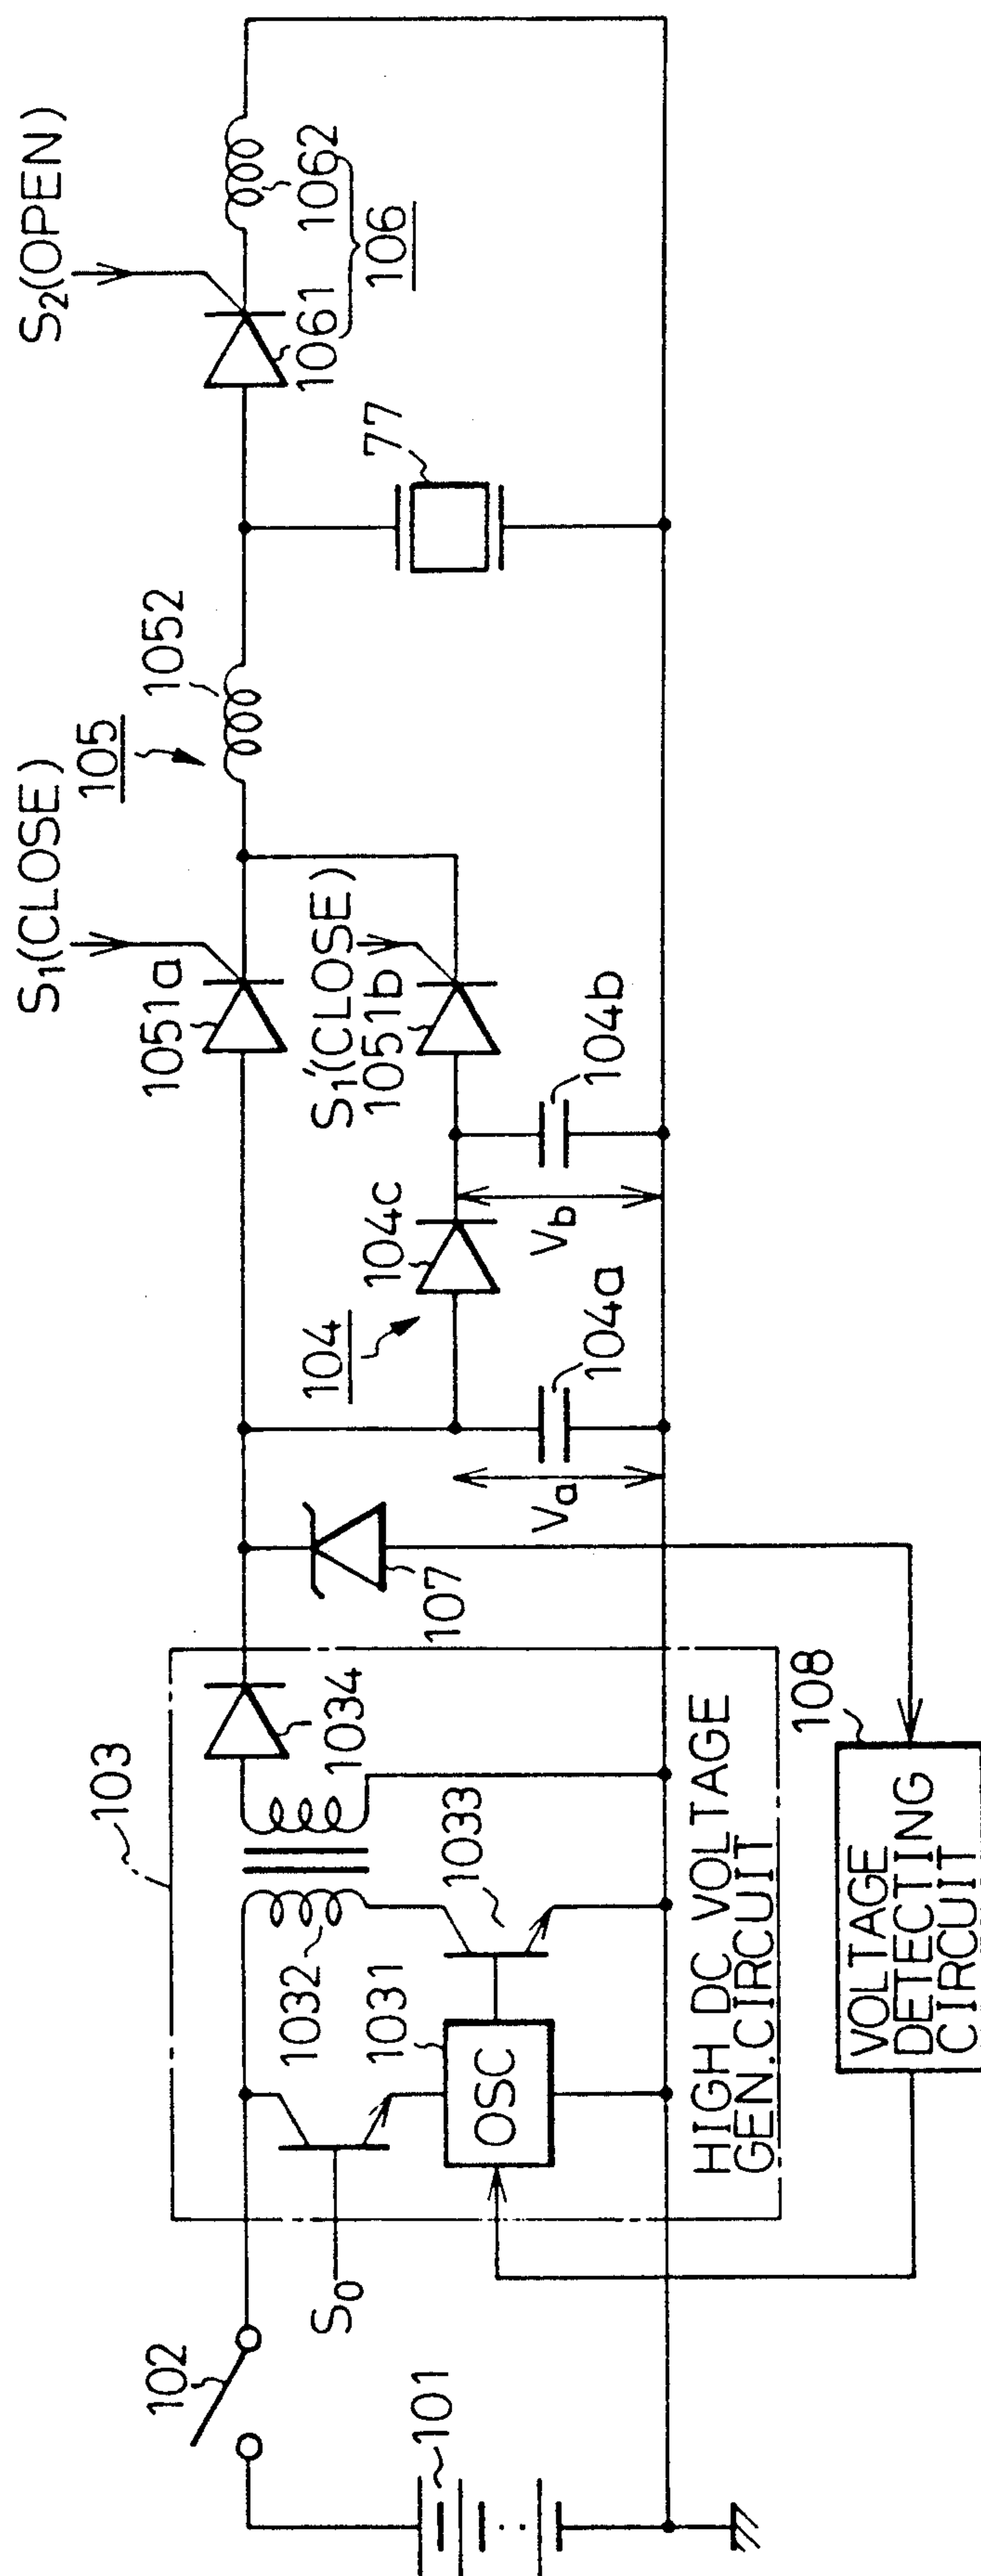 102
101
S0
103
1032
1031
OSC
1033
1034
HIGH DC VOLTAGE
GEN.CIRCUIT
108
VOLTAGE
DETECTING
CIRCUIT
107
Va
104
104a
104c
Vb
104b
1051a
S1(CLOSE)
S1'(CLOSE)
1051b
105
1052
77
S2(OPEN)
1061
1062
106